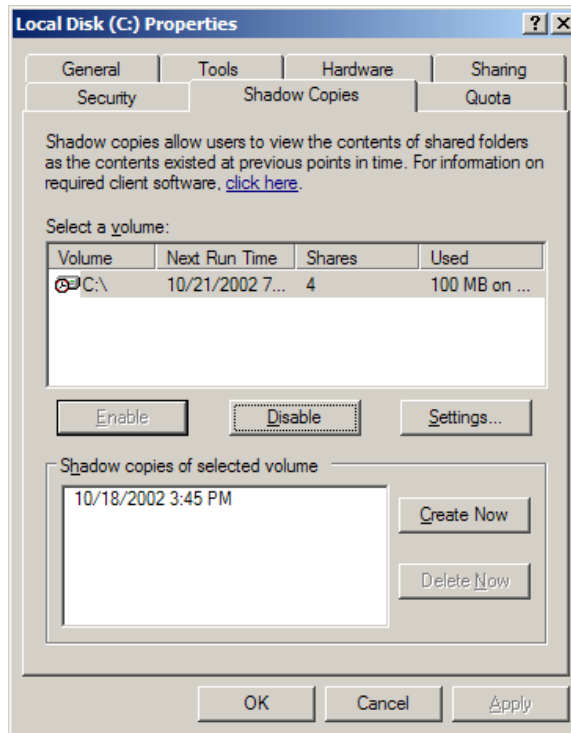 Local Disk (C:) Properties
General Tools Hardware Sharing
Security Shadow Copies Quota
Shadow copies allow users to view the contents of shared folders
as the contents existed at previous points in time. For information on
required client software, click here.
Select a volume:
Volume Next Run Time Shares Used
C:\ 10/21/2002 7... 4 100 MB on ...
Enable Disable Settings...
Shadow copies of selected volume
10/18/2002 3:45 PM
Create Now
Delete Now
OK Cancel Apply